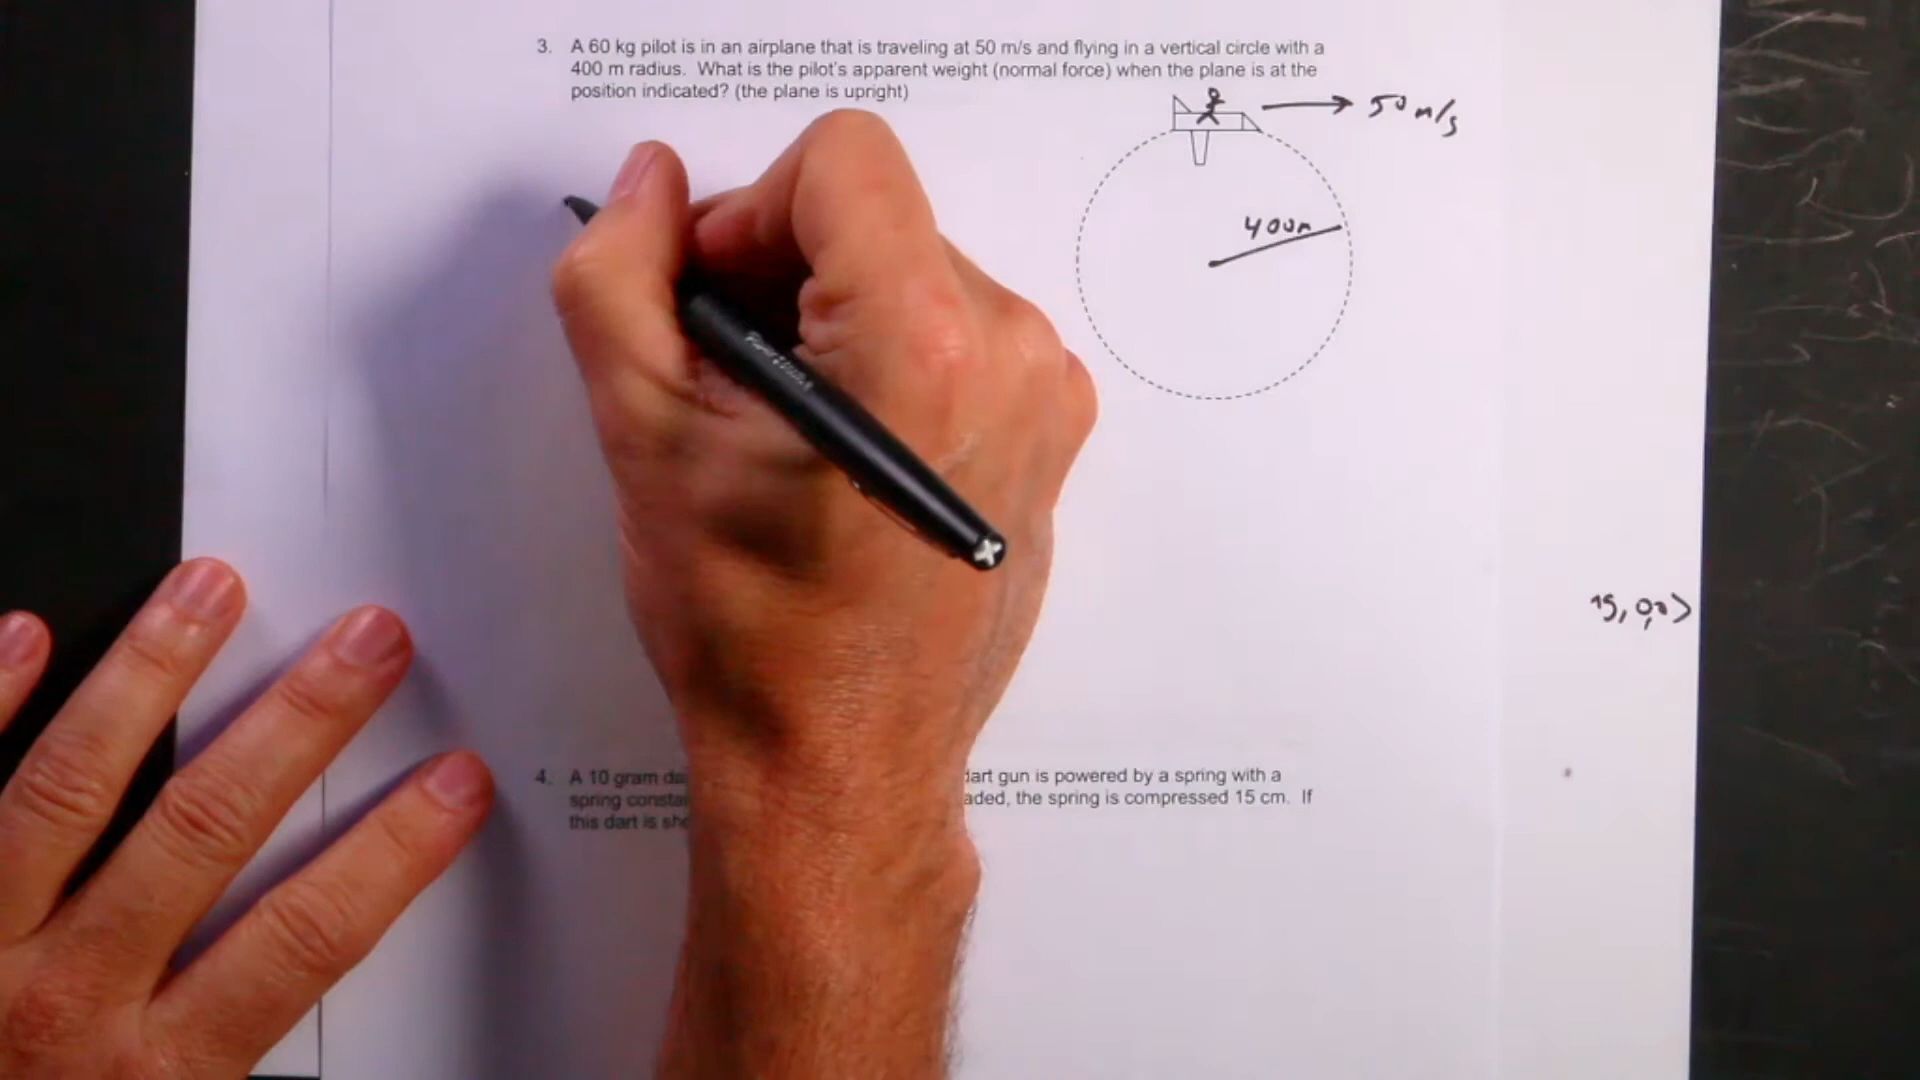 3. A 60 kg pilot is in an airplane that is traveling at 50 m/s and flying in a vertical circle with a
400 m radius. What is the pilot's apparent weight (normal force) when the plane is at the
position indicated? (the plane is upright)
50 m/s
400m
4. A 10 gram da dart gun is powered by a spring with a
spring consta aded, the spring is compressed 15 cm. If
this dart is sho